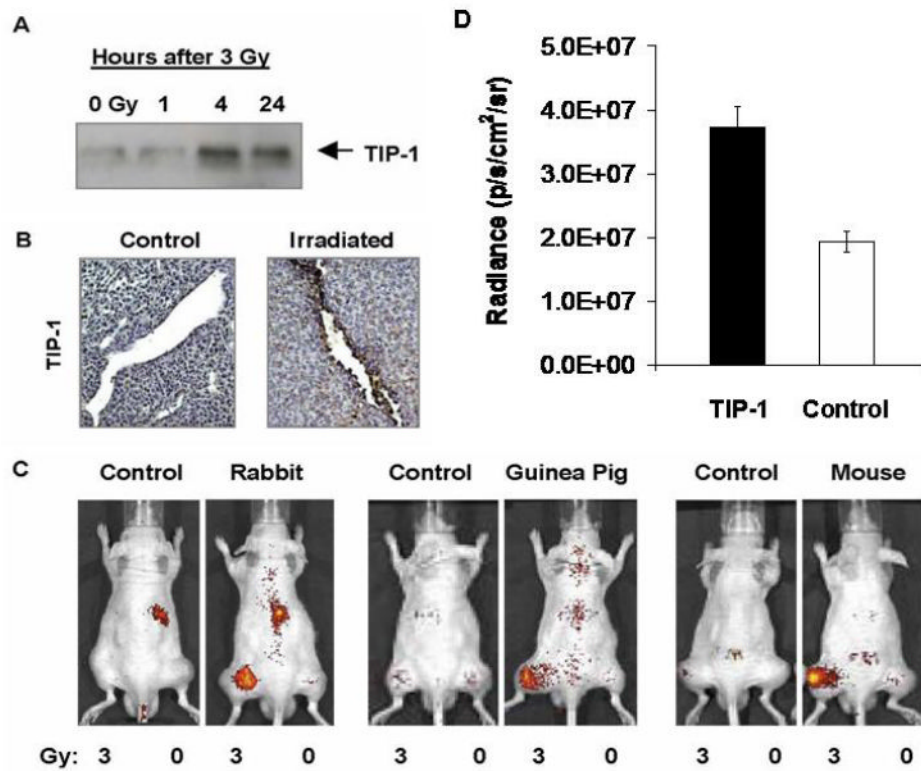 A
Hours after 3 Gy
0 Gy 1 4 24
TIP-1
B
Control Irradiated
TIP-1
C
Control Rabbit Control Guinea Pig Control Mouse
Gy: 3 0 3 0 3 0 3 0 3 0 3 0
D
Radiance (p/s/cm²/sr)
5.0E+07
4.0E+07
3.0E+07
2.0E+07
1.0E+07
0.0E+00
TIP-1 Control